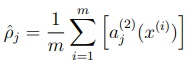 $$\hat{\rho}_j = \frac{1}{m} \sum_{i=1}^{m} \left[ a_j^{(2)}(x^{(i)}) \right]$$